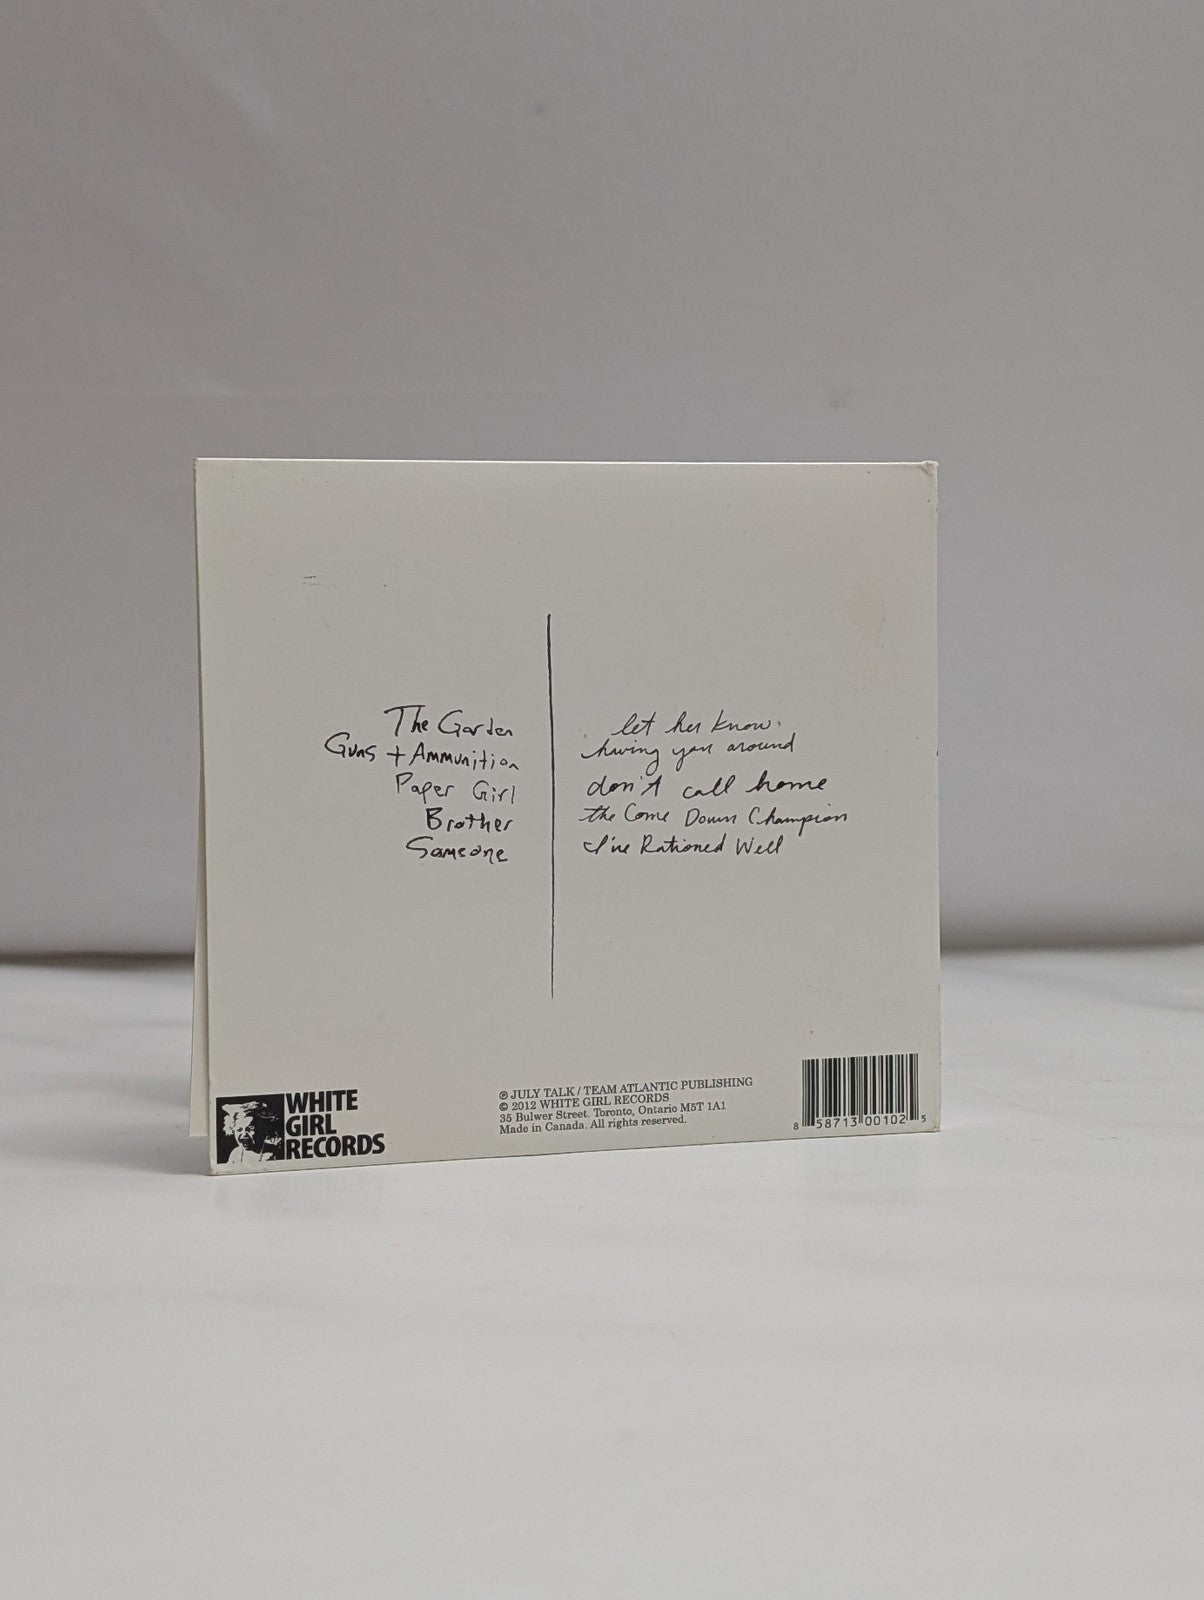 The Garden
Guns + Ammunition
Paper Girl
Brother
Someone
let her know
having you around
don't call home
the Come Down Champion
I've Rationed Well
WHITE
GIRL
RECORDS
℗ JULY TALK / TEAM ATLANTIC PUBLISHING
© 2012 WHITE GIRL RECORDS
35 Bulwer Street, Toronto, Ontario M5T 1A1
Made in Canada. All rights reserved.
8 58713 00102 5